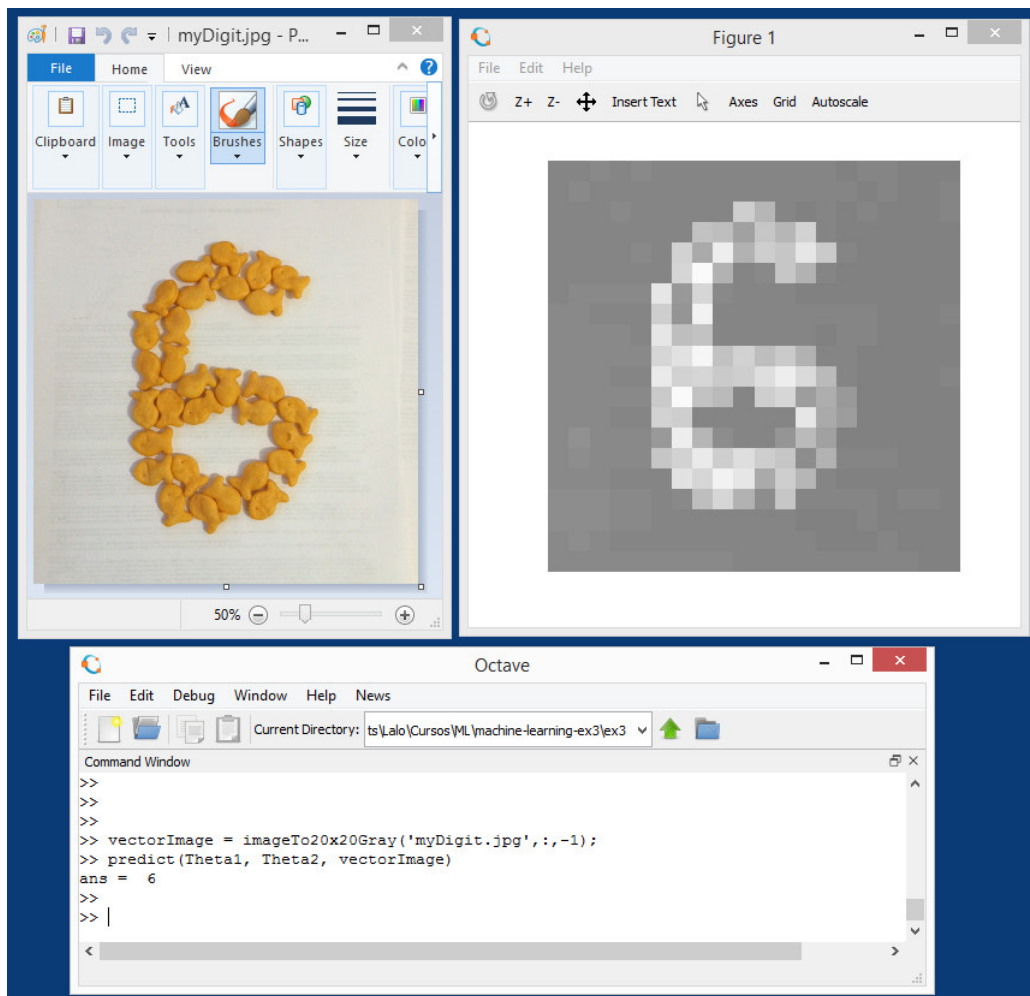 myDigit.jpg - P...
File Home View
Clipboard Image Tools Brushes Shapes Size Colo
50%
Figure 1
File Edit Help
Z+ Z- Insert Text Axes Grid Autoscale
6
Octave
File Edit Debug Window Help News
Current Directory: ts\Lalo\Cursos\ML\machine-learning-ex3\ex3
Command Window
>>
>>
>>
>> vectorImage = imageTo20x20Gray('myDigit.jpg',:,-1);
>> predict(Theta1, Theta2, vectorImage)
ans = 6
>>
>>